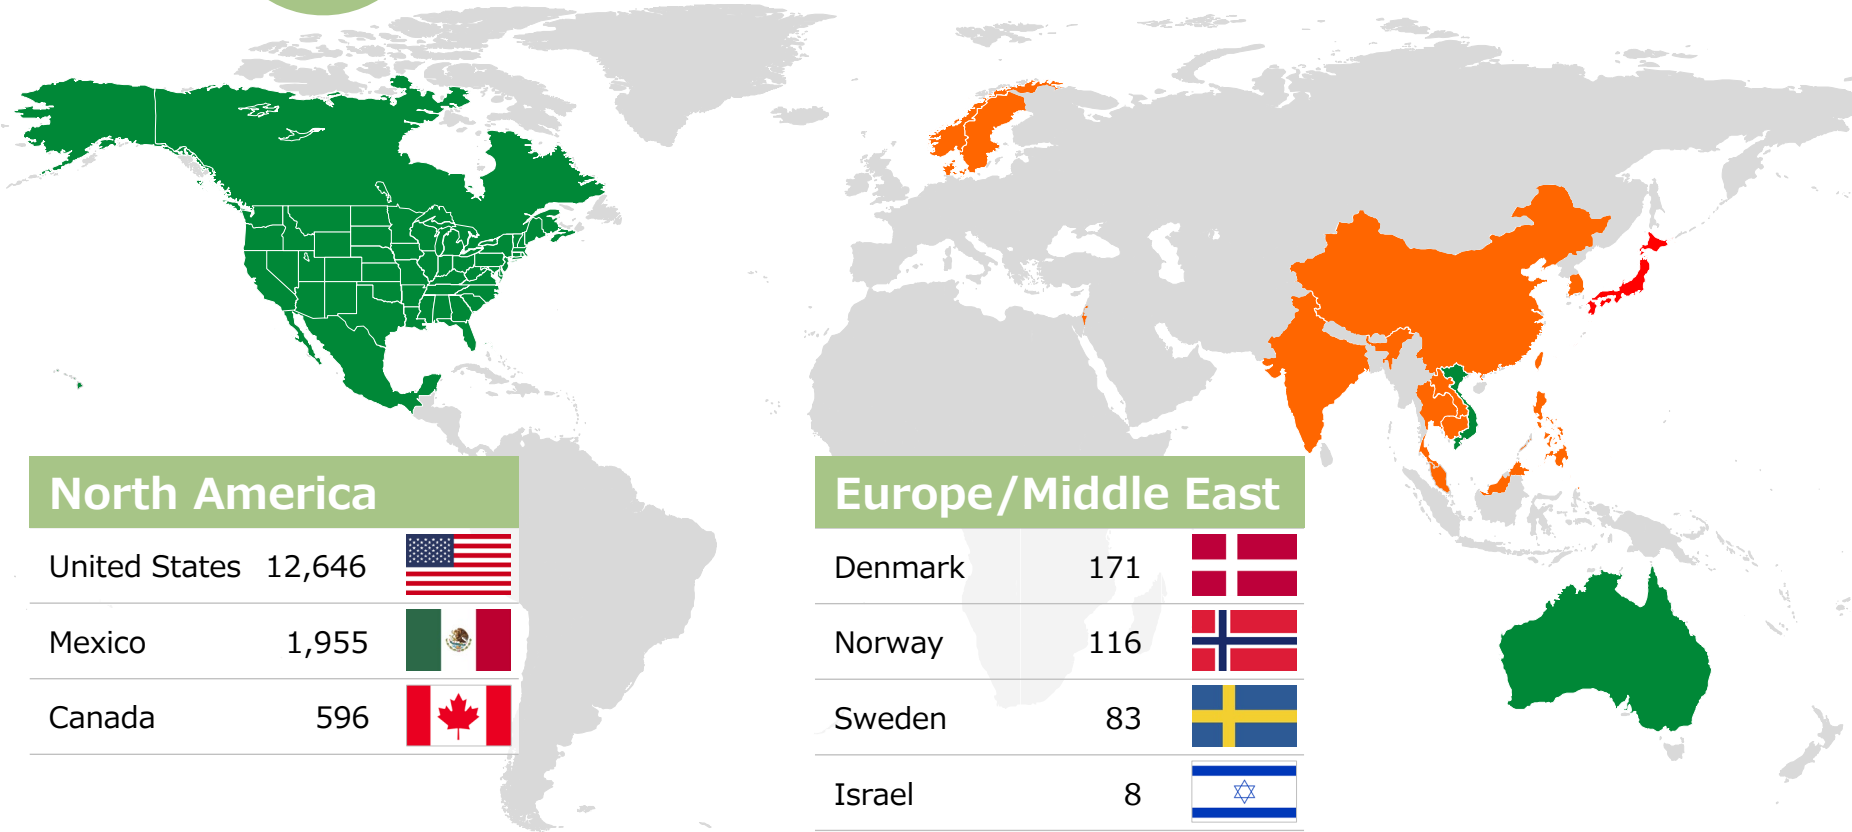 North America
United States 12,646
Mexico 1,955
Canada 596
Europe/Middle East
Denmark 171
Norway 116
Sweden 83
Israel 8